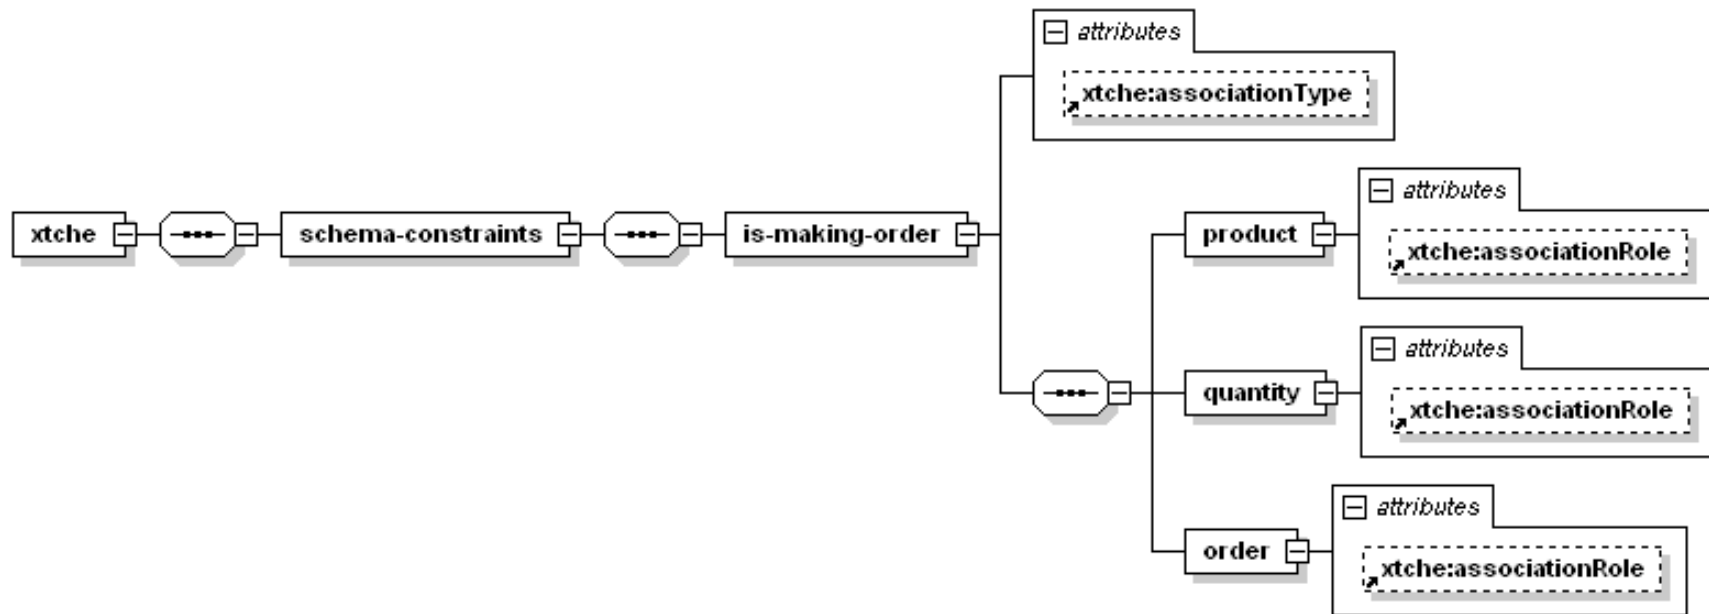 attributes
xtche:associationType
xtche
schema-constraints
is-making-order
product
attributes
xtche:associationRole
quantity
attributes
xtche:associationRole
order
attributes
xtche:associationRole